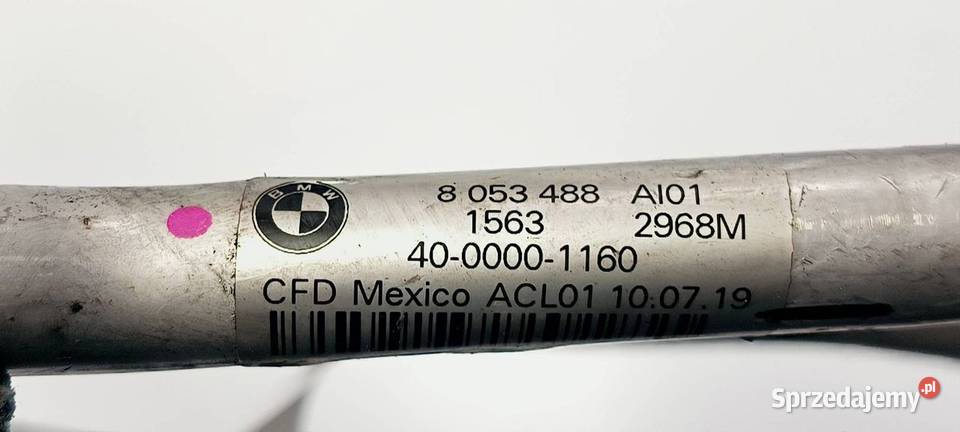 BMW
8 053 488 AI01
1563 2968M
40-0000-1160
CFD Mexico ACL01 10.07.19
Sprzedajemy.pl